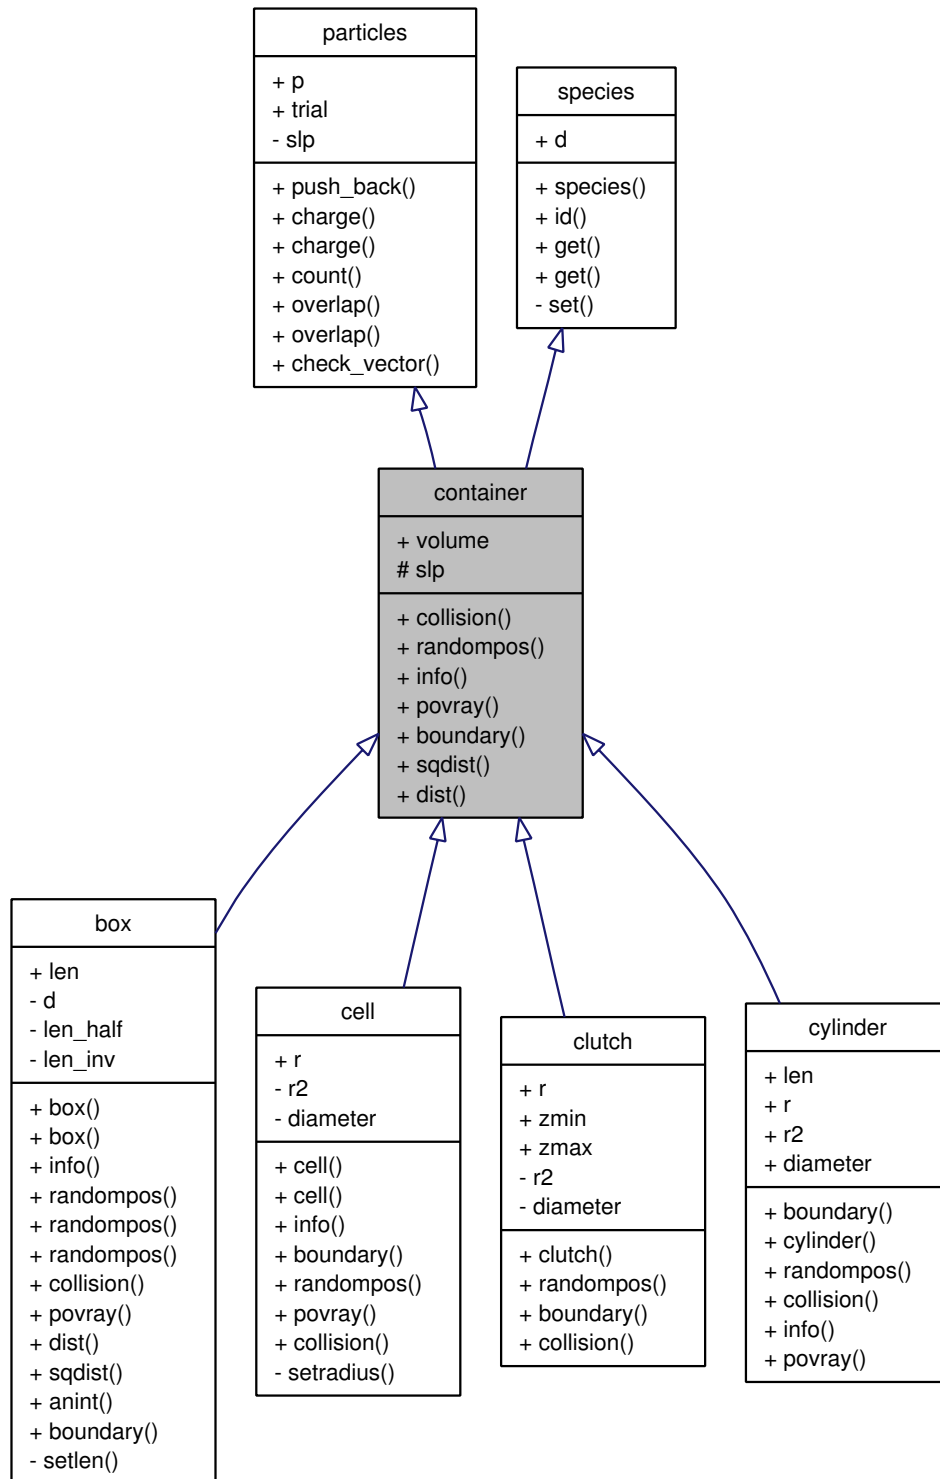 particles
+ p
+ trial
- slp
+ push_back()
+ charge()
+ charge()
+ count()
+ overlap()
+ overlap()
+ check_vector()
species
+ d
+ species()
+ id()
+ get()
+ get()
- set()
container
+ volume
# slp
+ collision()
+ randompos()
+ info()
+ povray()
+ boundary()
+ sqdist()
+ dist()
box
+ len
- d
- len_half
- len_inv
+ box()
+ box()
+ info()
+ randompos()
+ randompos()
+ randompos()
+ collision()
+ povray()
+ dist()
+ sqdist()
+ anint()
+ boundary()
- setlen()
cell
+ r
- r2
- diameter
+ cell()
+ cell()
+ info()
+ boundary()
+ randompos()
+ povray()
+ collision()
- setradius()
clutch
+ r
+ zmin
+ zmax
- r2
- diameter
+ clutch()
+ randompos()
+ boundary()
+ collision()
cylinder
+ len
+ r
+ r2
+ diameter
+ boundary()
+ cylinder()
+ randompos()
+ collision()
+ info()
+ povray()